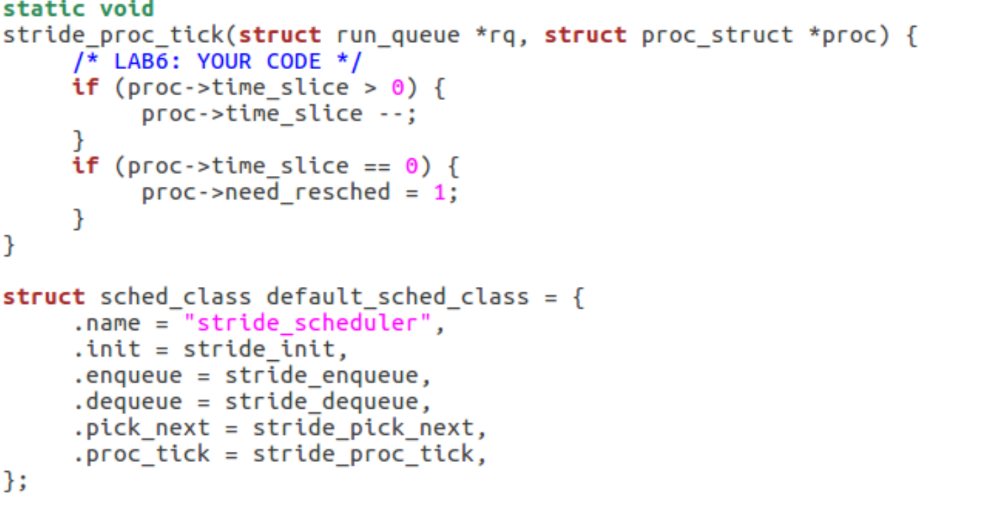 static void
stride_proc_tick(struct run_queue *rq, struct proc_struct *proc) {
     /* LAB6: YOUR CODE */
     if (proc->time_slice > 0) {
          proc->time_slice --;
     }
     if (proc->time_slice == 0) {
          proc->need_resched = 1;
     }
}

struct sched_class default_sched_class = {
     .name = "stride_scheduler",
     .init = stride_init,
     .enqueue = stride_enqueue,
     .dequeue = stride_dequeue,
     .pick_next = stride_pick_next,
     .proc_tick = stride_proc_tick,
};